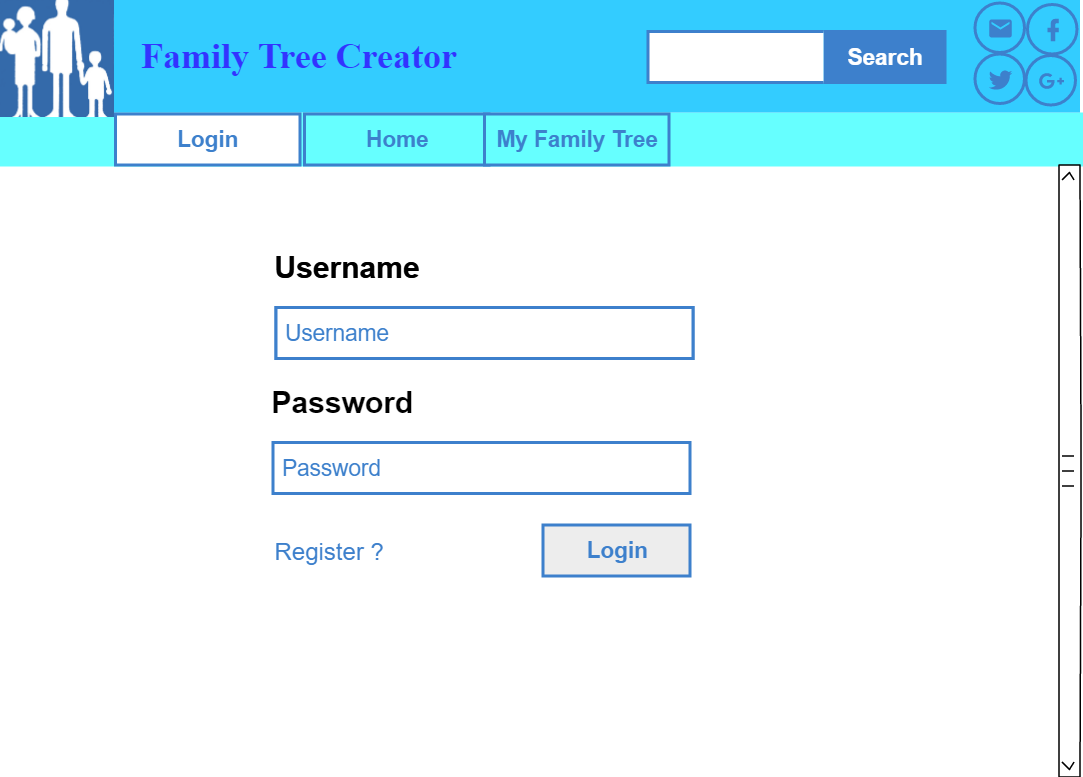 Family Tree Creator
Search
G+
Login
Home
My Family Tree
Username
Username
Password
Password
Register ?
Login